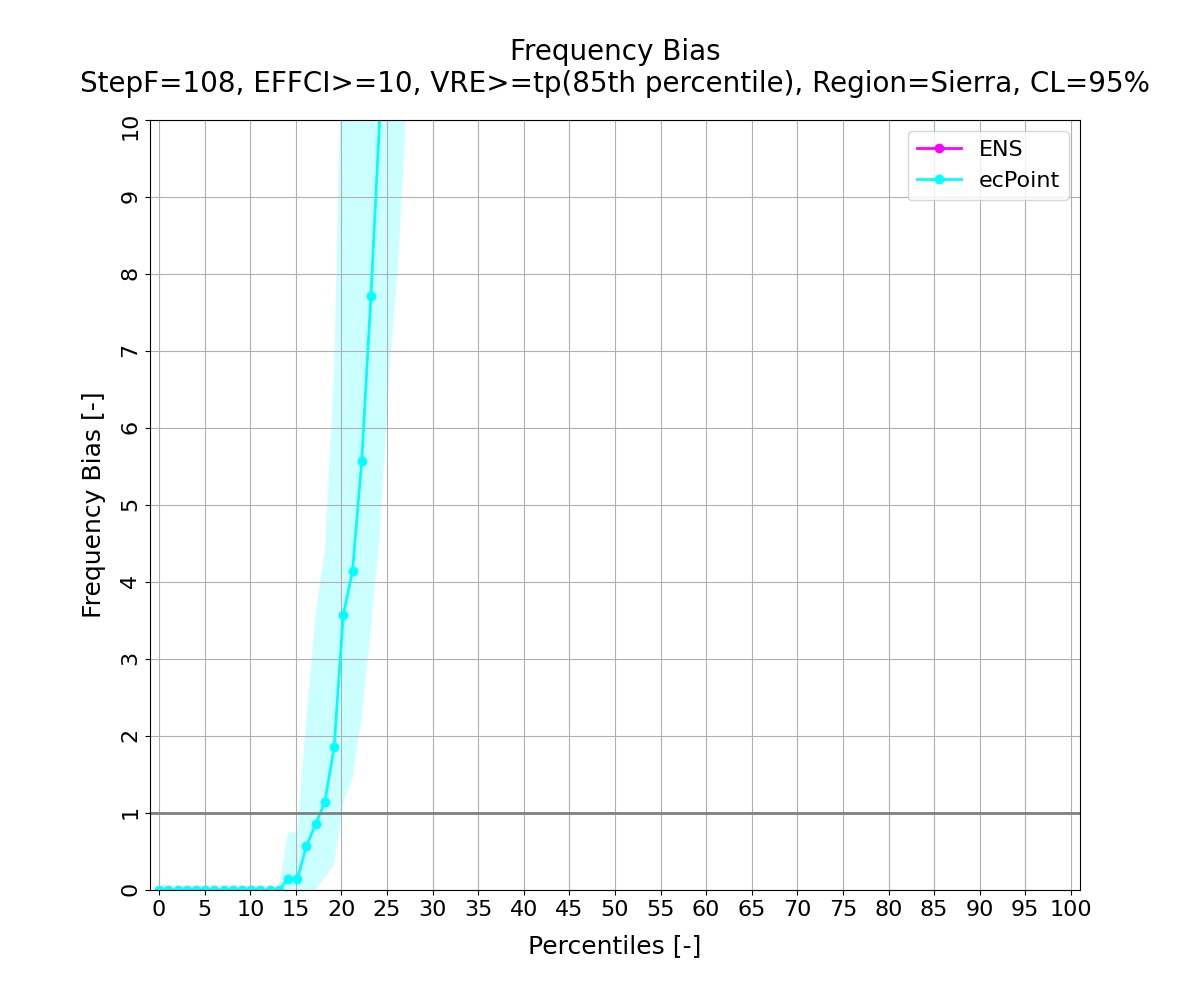 Frequency Bias
StepF=108, EFFCI>=10, VRE>=tp(85th percentile), Region=Sierra, CL=95%
ENS
ecPoint
Frequency Bias [-]
10
9
8
7
6
5
4
3
2
1
0
0 5 10 15 20 25 30 35 40 45 50 55 60 65 70 75 80 85 90 95 100
Percentiles [-]